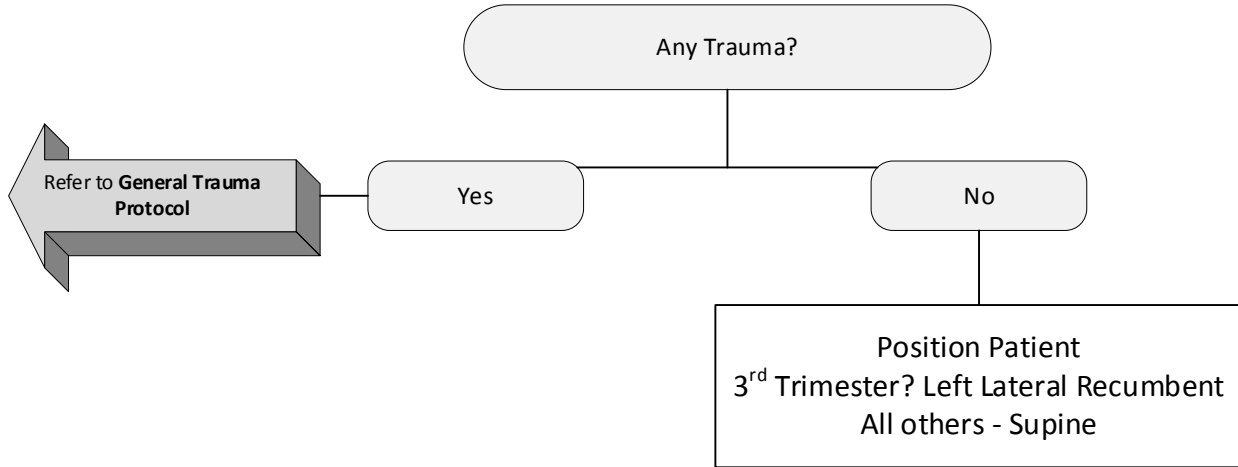 Any Trauma?
Refer to General Trauma
Protocol
Yes
No
Position Patient
3rd Trimester? Left Lateral Recumbent
All others - Supine